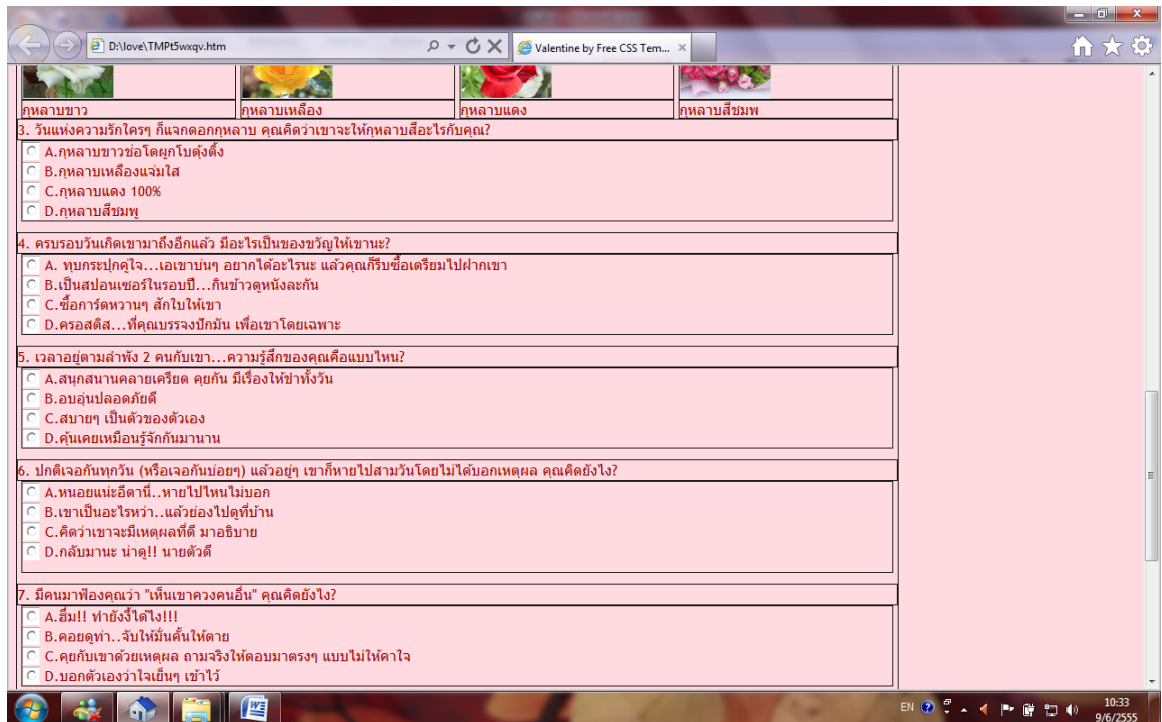 D:\love\TMPt5wxqv.htm
Valentine by Free CSS Tem...
กุหลาบขาว กุหลาบเหลือง กุหลาบแดง กุหลาบสีชมพ
3. วันแห่งความรักใครๆ ก็แจกดอกกุหลาบ คุณคิดว่าเขาจะให้กุหลาบสีอะไรกับคุณ?
A.กุหลาบขาวช่อโตผูกโบตุ้งติ้ง
B.กุหลาบเหลืองแจ่มใส
C.กุหลาบแดง 100%
D.กุหลาบสีชมพู
4. ครบรอบวันเกิดเขามาถึงอีกแล้ว มีอะไรเป็นของขวัญให้เขานะ?
A. ทุบกระปุกคู่ใจ...เอเขาบ่นๆ อยากได้อะไรนะ แล้วคุณก็รีบซื้อเตรียมไปฝากเขา
B.เป็นสปอนเซอร์ในรอบปี...กินข้าวดูหนังละกัน
C.ซื้อการ์ดหวานๆ สักใบให้เขา
D.ครอสติส...ที่คุณบรรจงปักมัน เพื่อเขาโดยเฉพาะ
5. เวลาอยู่ตามลำพัง 2 คนกับเขา...ความรู้สึกของคุณคือแบบไหน?
A.สนุกสนานคลายเครียด คุยกัน มีเรื่องให้ขำทั้งวัน
B.อบอุ่นปลอดภัยดี
C.สบายๆ เป็นตัวของตัวเอง
D.คุ้นเคยเหมือนรู้จักกันมานาน
6. ปกติเจอกันทุกวัน (หรือเจอกันบ่อยๆ) แล้วอยู่ๆ เขาก็หายไปสามวันโดยไม่ได้บอกเหตุผล คุณคิดยังไง?
A.หนอยแน่ะอีตานี่..หายไปไหนไม่บอก
B.เขาเป็นอะไรหว่า..แล้วย่องไปดูที่บ้าน
C.คิดว่าเขาจะมีเหตุผลที่ดี มาอธิบาย
D.กลับมานะ น่าดู!! นายตัวดี
7. มีคนมาฟ้องคุณว่า "เห็นเขาควงคนอื่น" คุณคิดยังไง?
A.ฮึ่ม!! ทำยังงี้ได้ไง!!!
B.คอยดูท่า..จับให้มั่นคั้นให้ตาย
C.คุยกับเขาด้วยเหตุผล ถามจริงให้ตอบมาตรงๆ แบบไม่ให้คาใจ
D.บอกตัวเองว่าใจเย็นๆ เข้าไว้
EN
10:33
9/6/2555